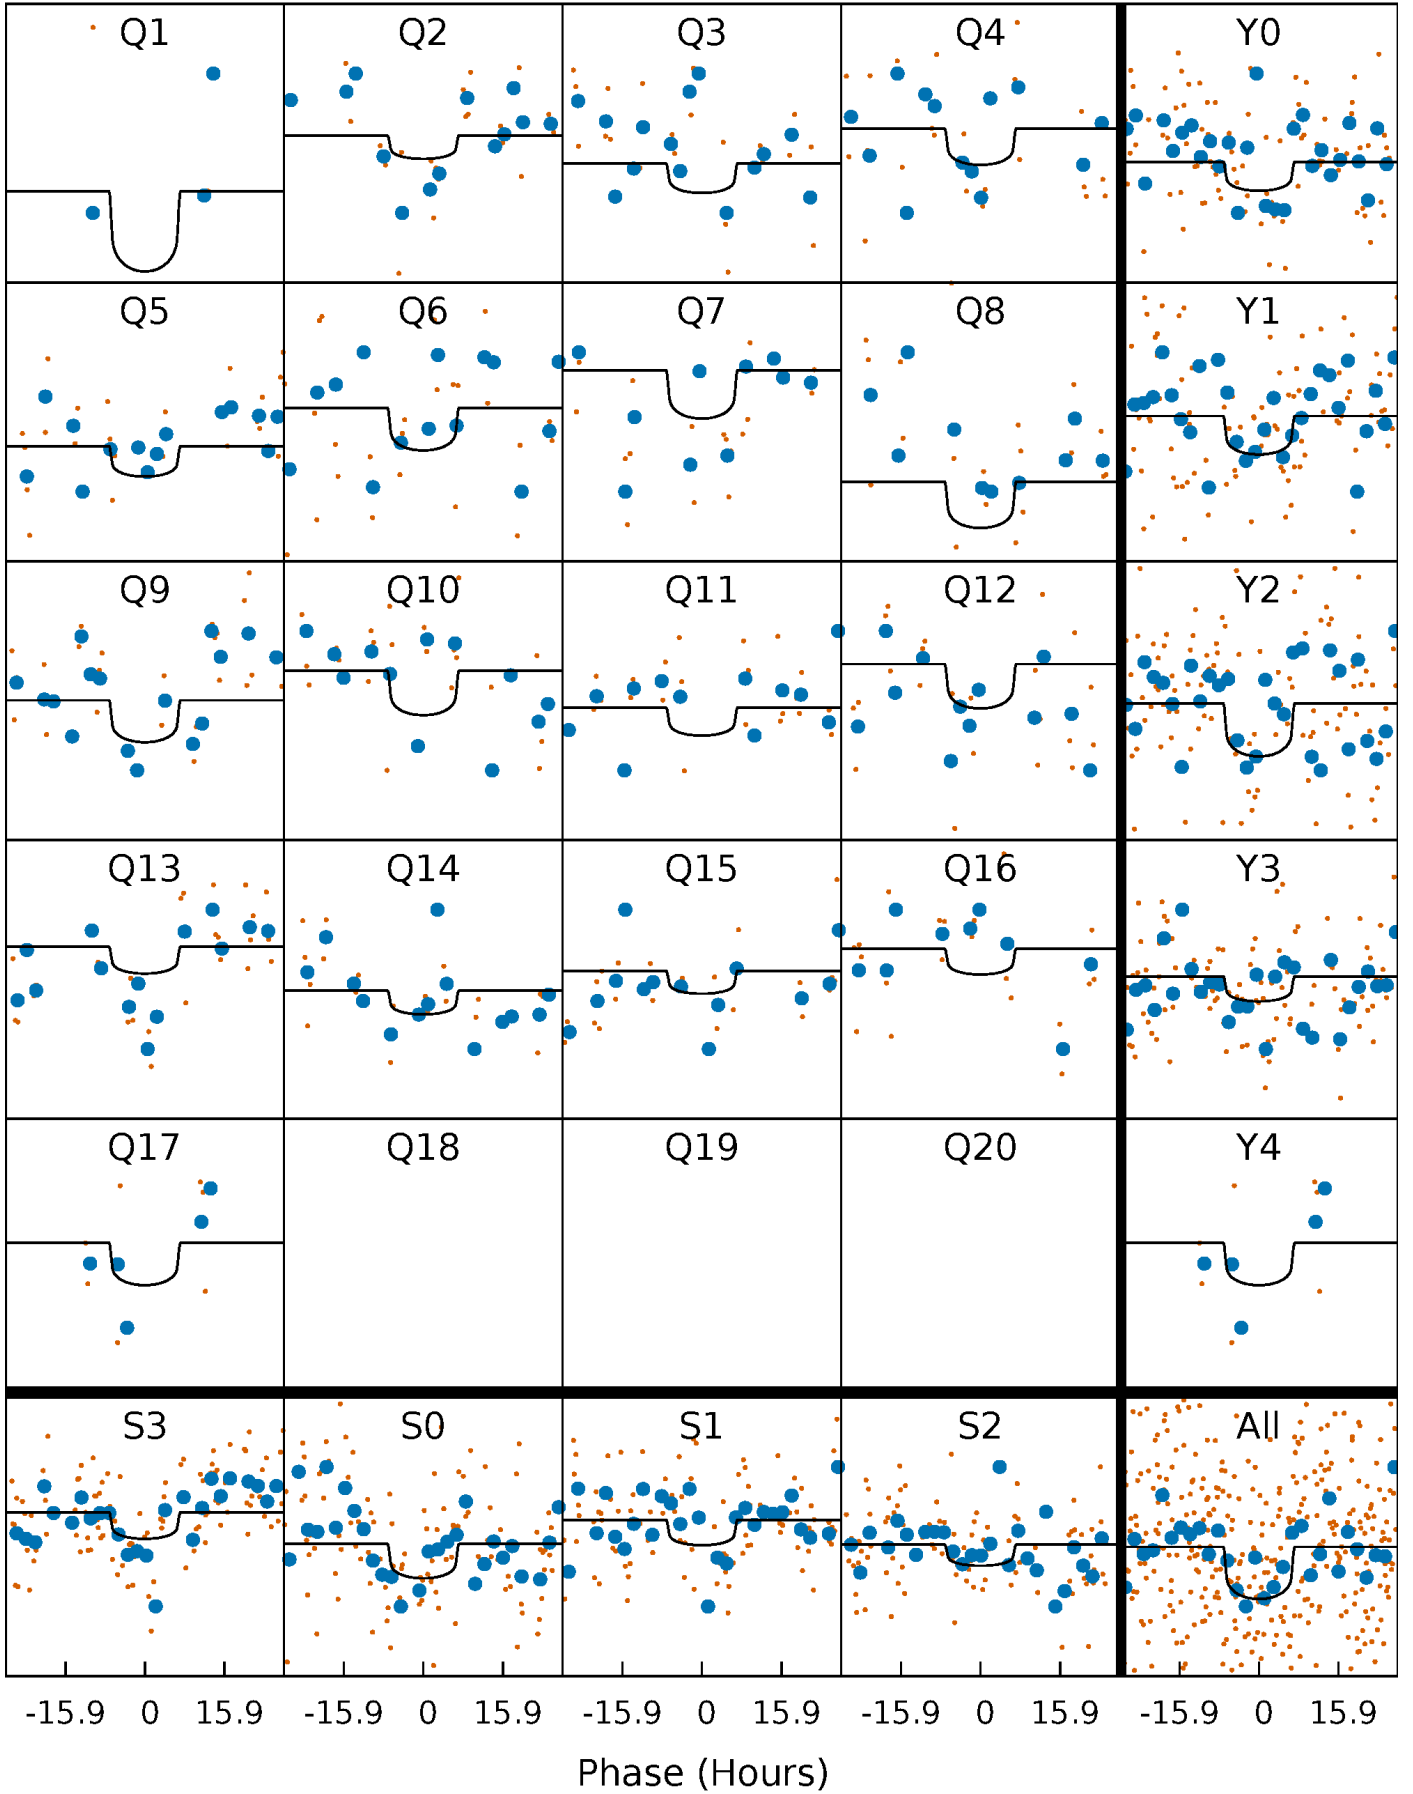 Q1 Q2 Q3 Q4 Y0
Q5 Q6 Q7 Q8 Y1
Q9 Q10 Q11 Q12 Y2
Q13 Q14 Q15 Q16 Y3
Q17 Q18 Q19 Q20 Y4
S3 S0 S1 S2 All
-15.9 0 15.9 -15.9 0 15.9 -15.9 0 15.9 -15.9 0 15.9 -15.9 0 15.9
Phase (Hours)